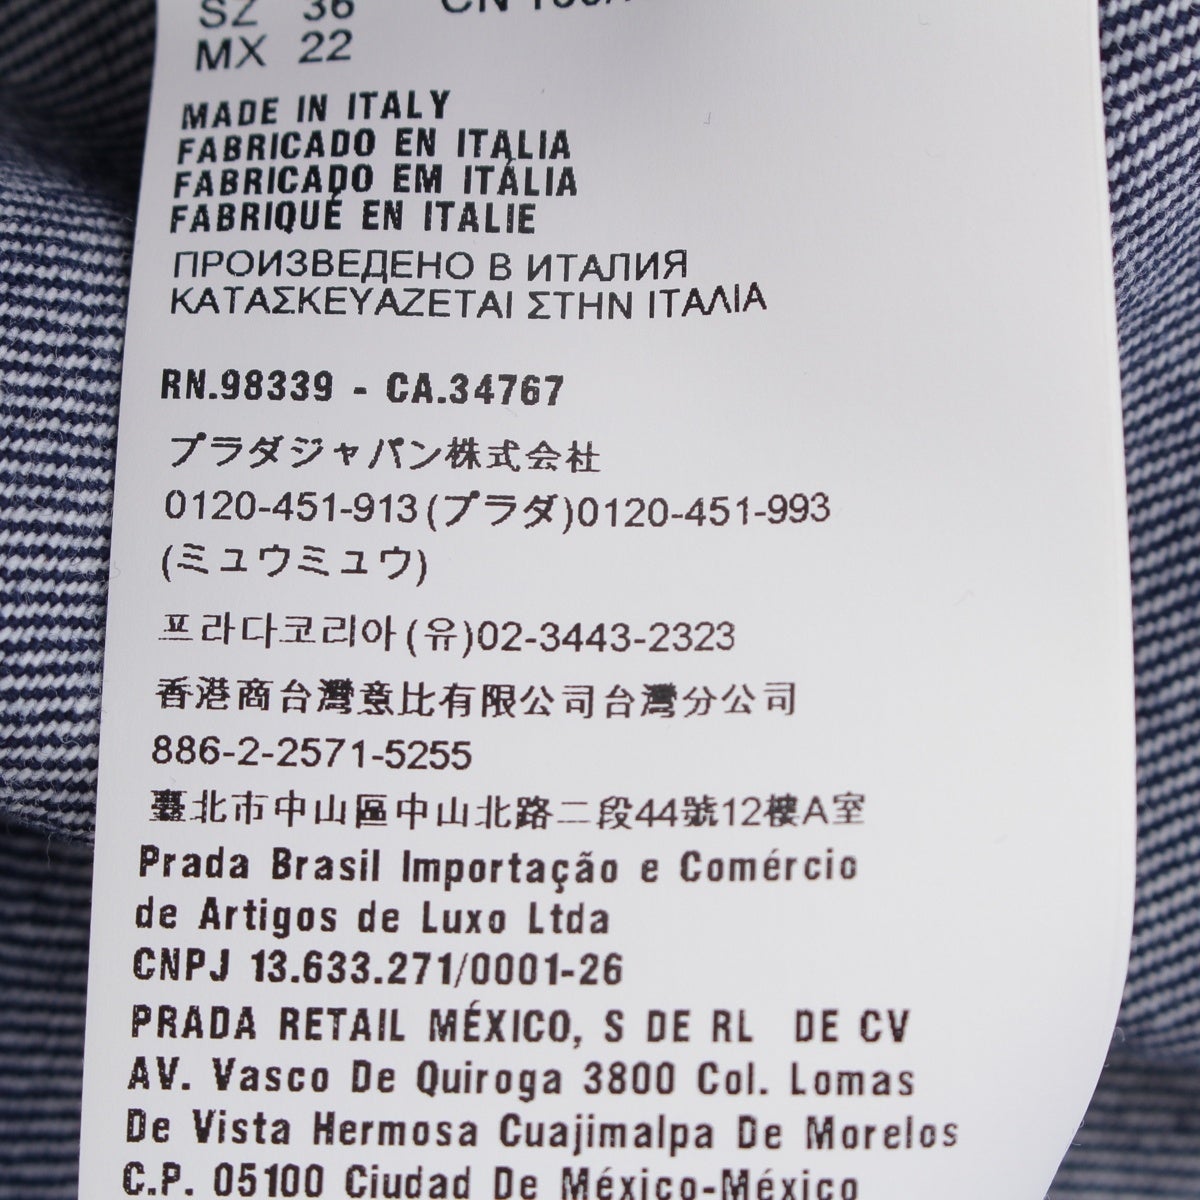 SZ 36
MX 22
MADE IN ITALY
FABRICADO EN ITALIA
FABRICADO EM ITÁLIA
FABRIQUÉ EN ITALIE
ПРОИЗВЕДЕНО В ИТАЛИЯ
ΚΑΤΑΣΚΕΥΑΖΕΤΑΙ ΣΤΗΝ ΙΤΑΛΙΑ
RN.98339 - CA.34767
プラダジャパン株式会社
0120-451-913(プラダ)0120-451-993
(ミュウミュウ)
프라다코리아(유)02-3443-2323
香港商台灣意比有限公司台灣分公司
886-2-2571-5255
臺北市中山區中山北路二段44號12樓A室
Prada Brasil Importação e Comércio
de Artigos de Luxo Ltda
CNPJ 13.633.271/0001-26
PRADA RETAIL MÉXICO, S DE RL DE CV
AV. Vasco De Quiroga 3800 Col. Lomas
De Vista Hermosa Cuajimalpa De Morelos
C.P. 05100 Ciudad De México-México